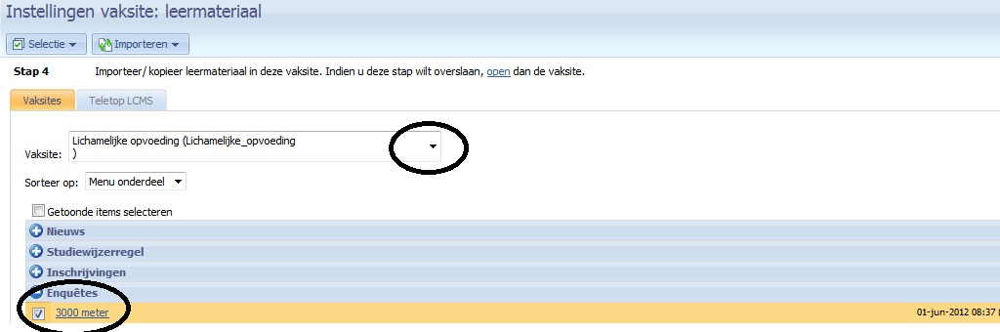 Instellingen vaksite: leermateriaal
Selectie Importeren
Stap 4 Importeer/ kopieer leermateriaal in deze vaksite. Indien u deze stap wilt overslaan, open dan de vaksite.
Vaksites Teletop LCMS
Lichamelijke opvoeding (Lichamelijke_opvoeding
Vaksite: )
Sorteer op: Menu onderdeel
Getoonde items selecteren
Nieuws
Studiewijzerregel
Inschrijvingen
Enquêtes
3000 meter 01-jun-2012 08:37 (